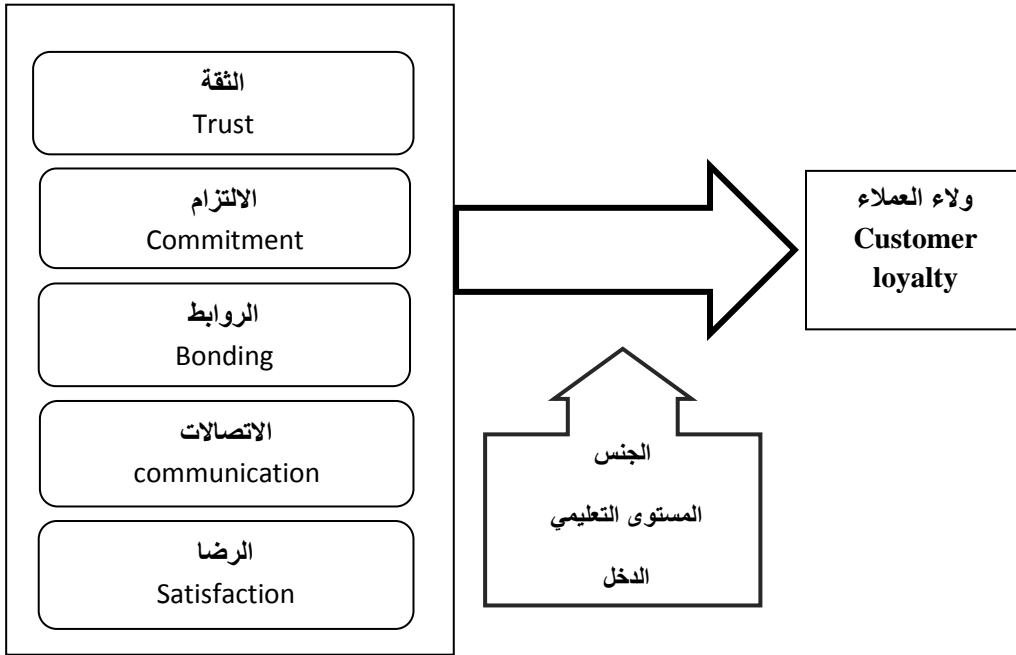 الثقة
Trust
الالتزام
Commitment
الروابط
Bonding
الاتصالات
communication
الرضا
Satisfaction
ولاء العملاء
Customer
loyalty
الجنس
المستوى التعليمي
الدخل